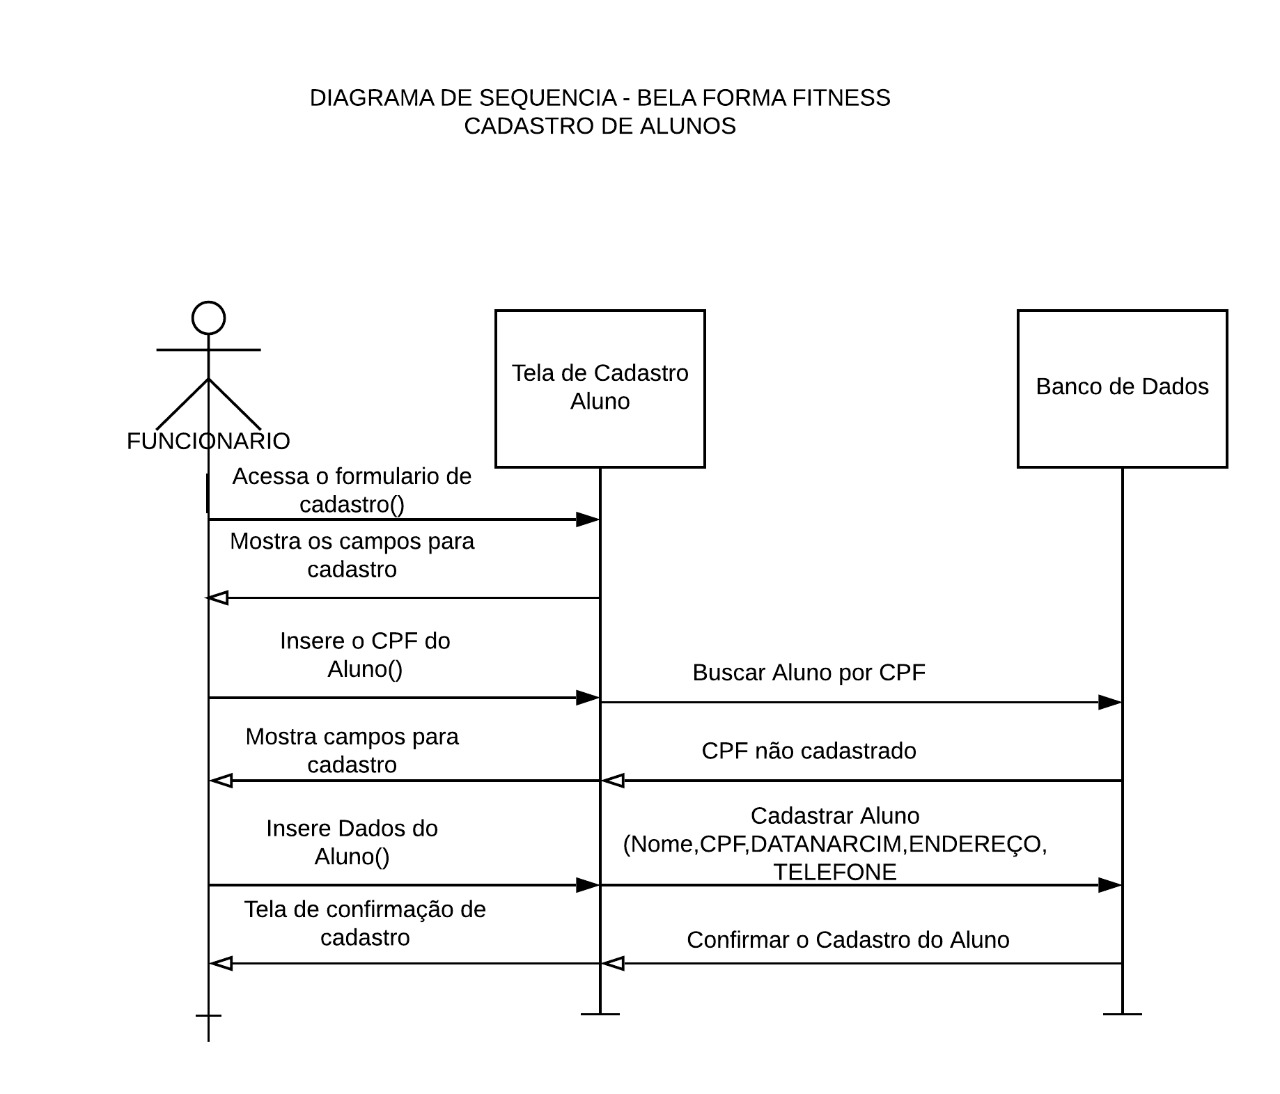 DIAGRAMA DE SEQUENCIA - BELA FORMA FITNESS
CADASTRO DE ALUNOS
FUNCIONARIO
Tela de Cadastro
Aluno
Banco de Dados
Acessa o formulario de
cadastro()
Mostra os campos para
cadastro
Insere o CPF do
Aluno()
Buscar Aluno por CPF
Mostra campos para
cadastro
CPF não cadastrado
Insere Dados do
Aluno()
Cadastrar Aluno
(Nome,CPF,DATANARCIM,ENDEREÇO,
TELEFONE
Tela de confirmação de
cadastro
Confirmar o Cadastro do Aluno